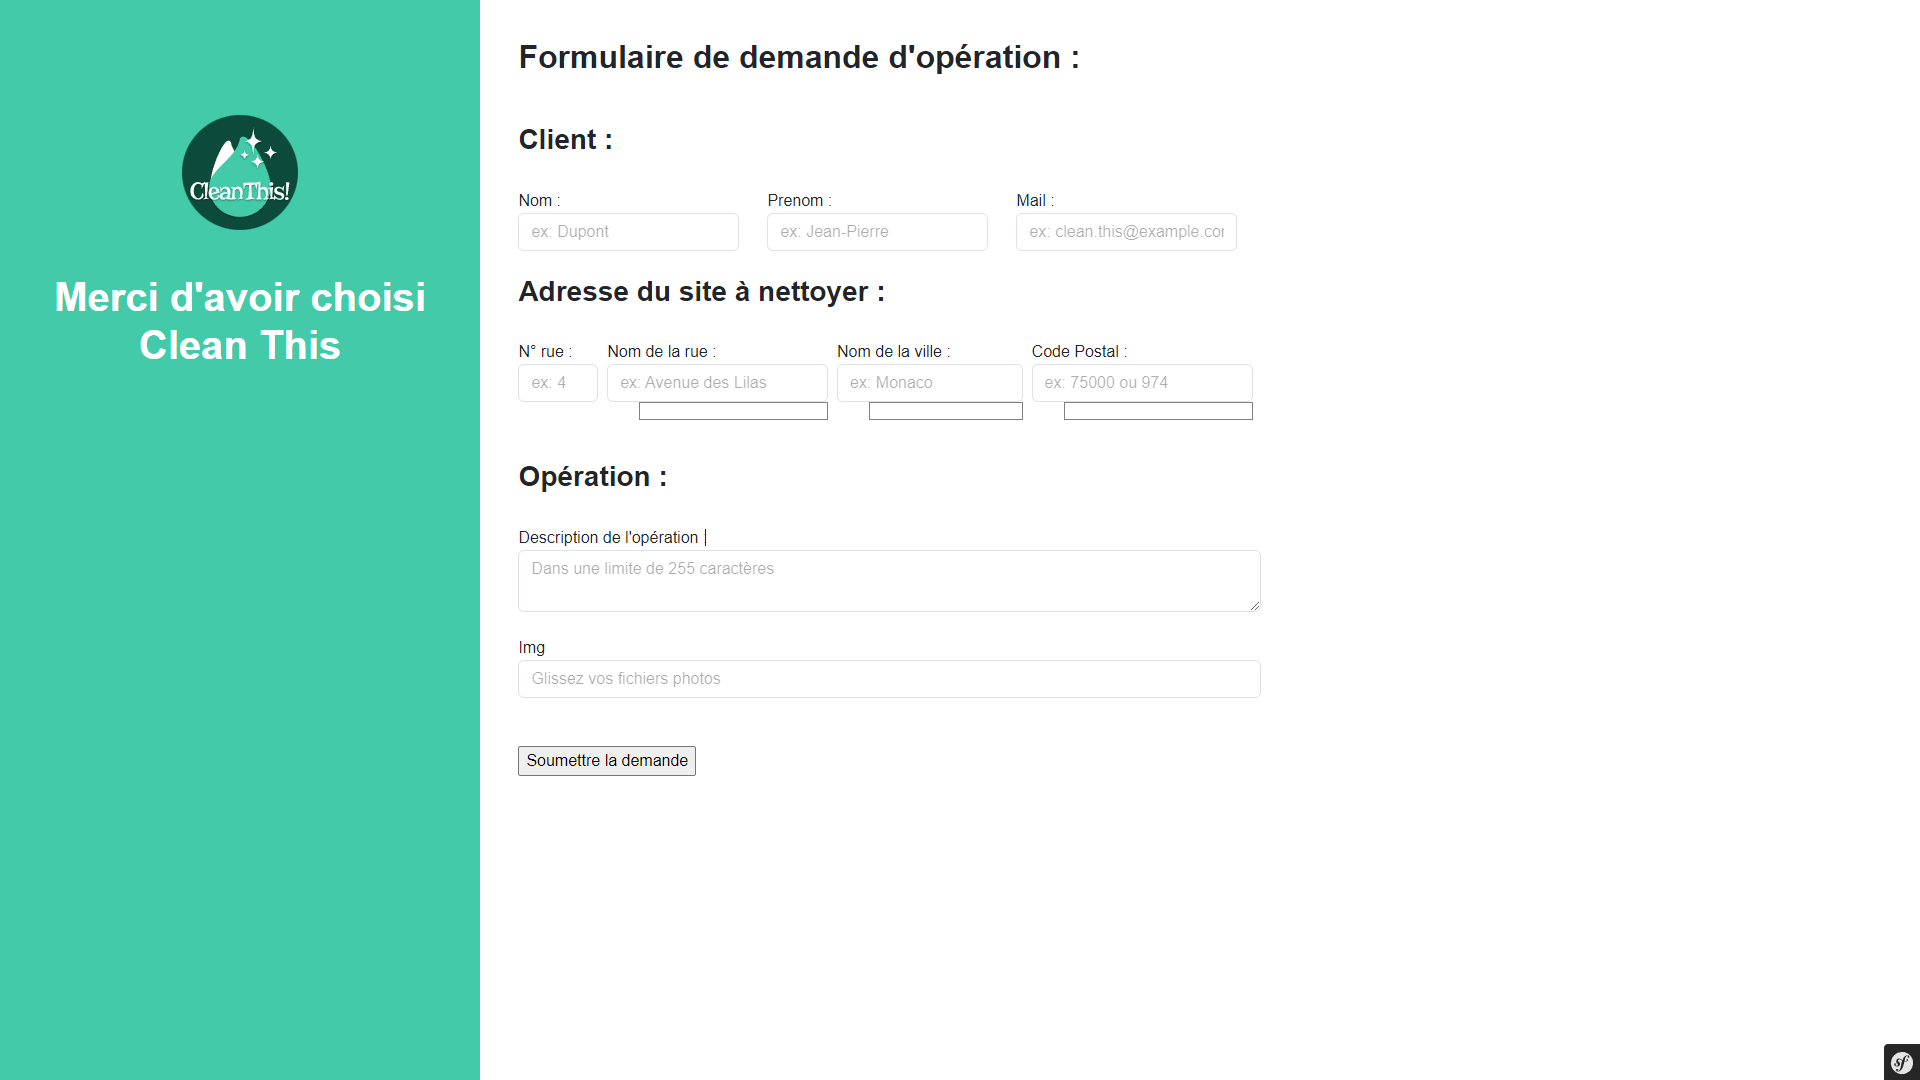 CleanThis!
Merci d'avoir choisi
Clean This
Formulaire de demande d'opération :
Client :
Nom : Prenom : Mail :
ex: Dupont ex: Jean-Pierre ex: clean.this@example.cor
Adresse du site à nettoyer :
N° rue : Nom de la rue : Nom de la ville : Code Postal :
ex: 4 ex: Avenue des Lilas ex: Monaco ex: 75000 ou 974
Opération :
Description de l'opération :
Dans une limite de 255 caractères
Img
Glissez vos fichiers photos
Soumettre la demande
sf